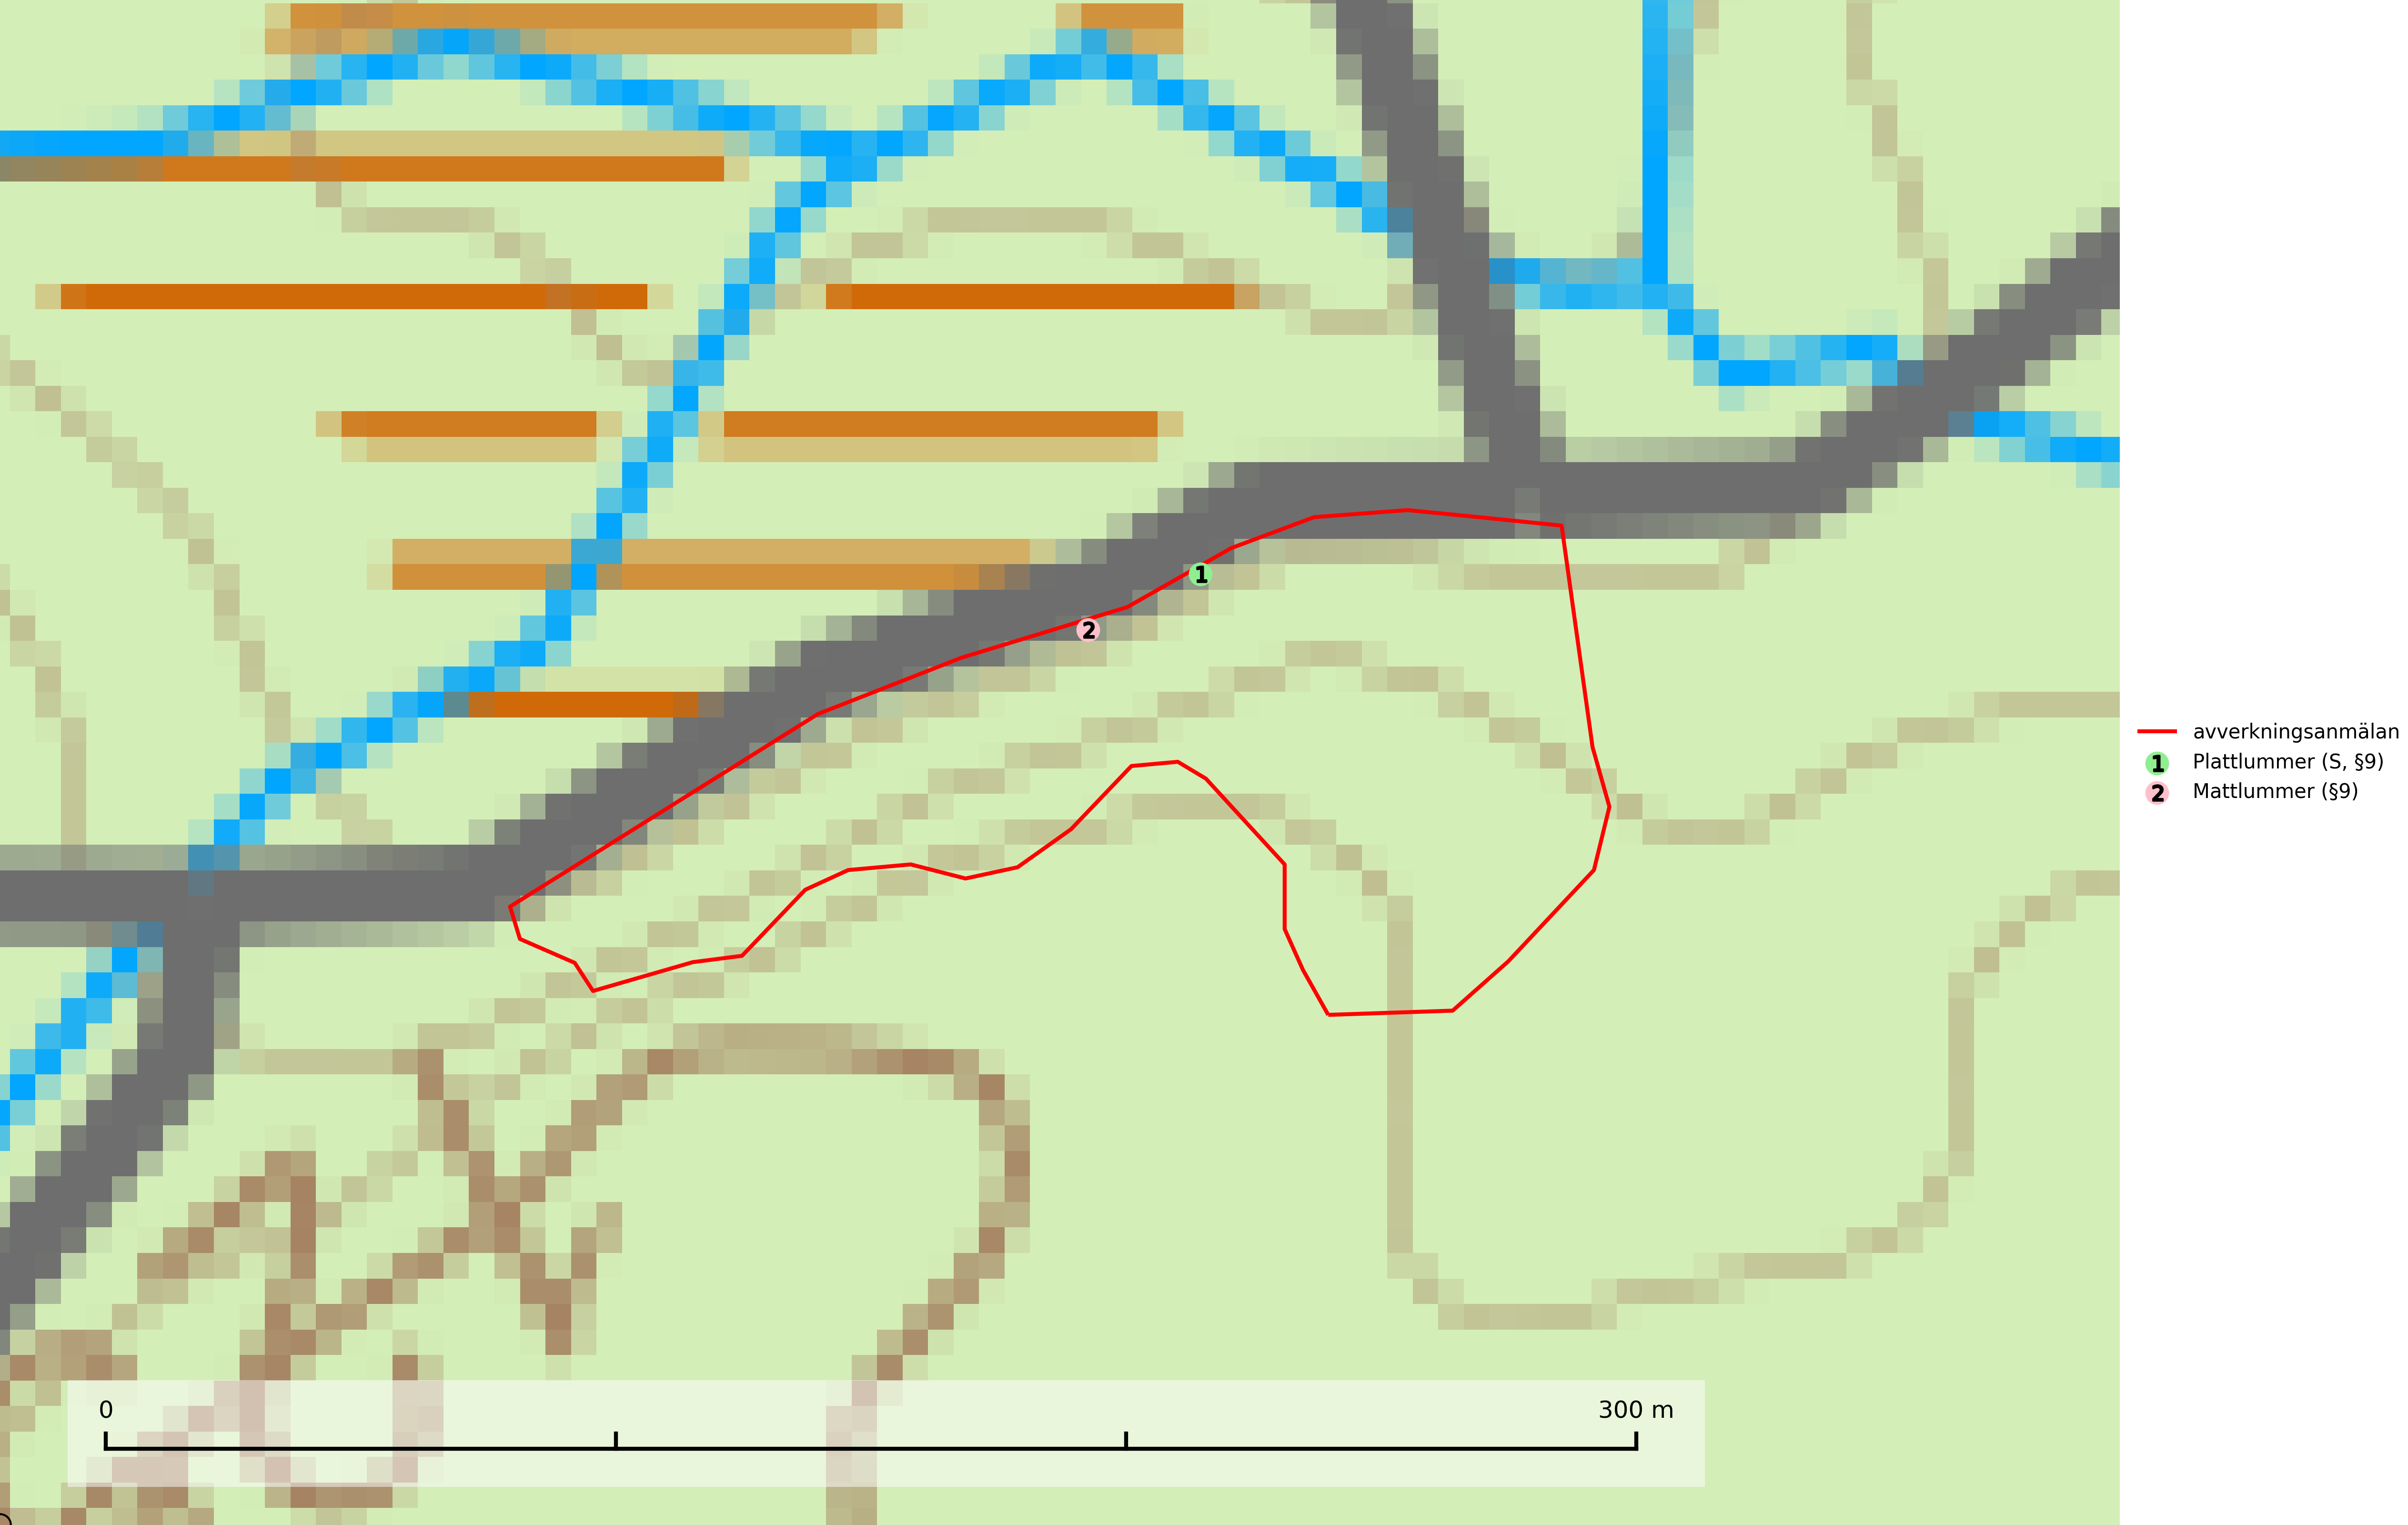 1
2
avverkningsanmälan
1 Plattlummer (S, §9)
2 Mattlummer (§9)
0 300 m